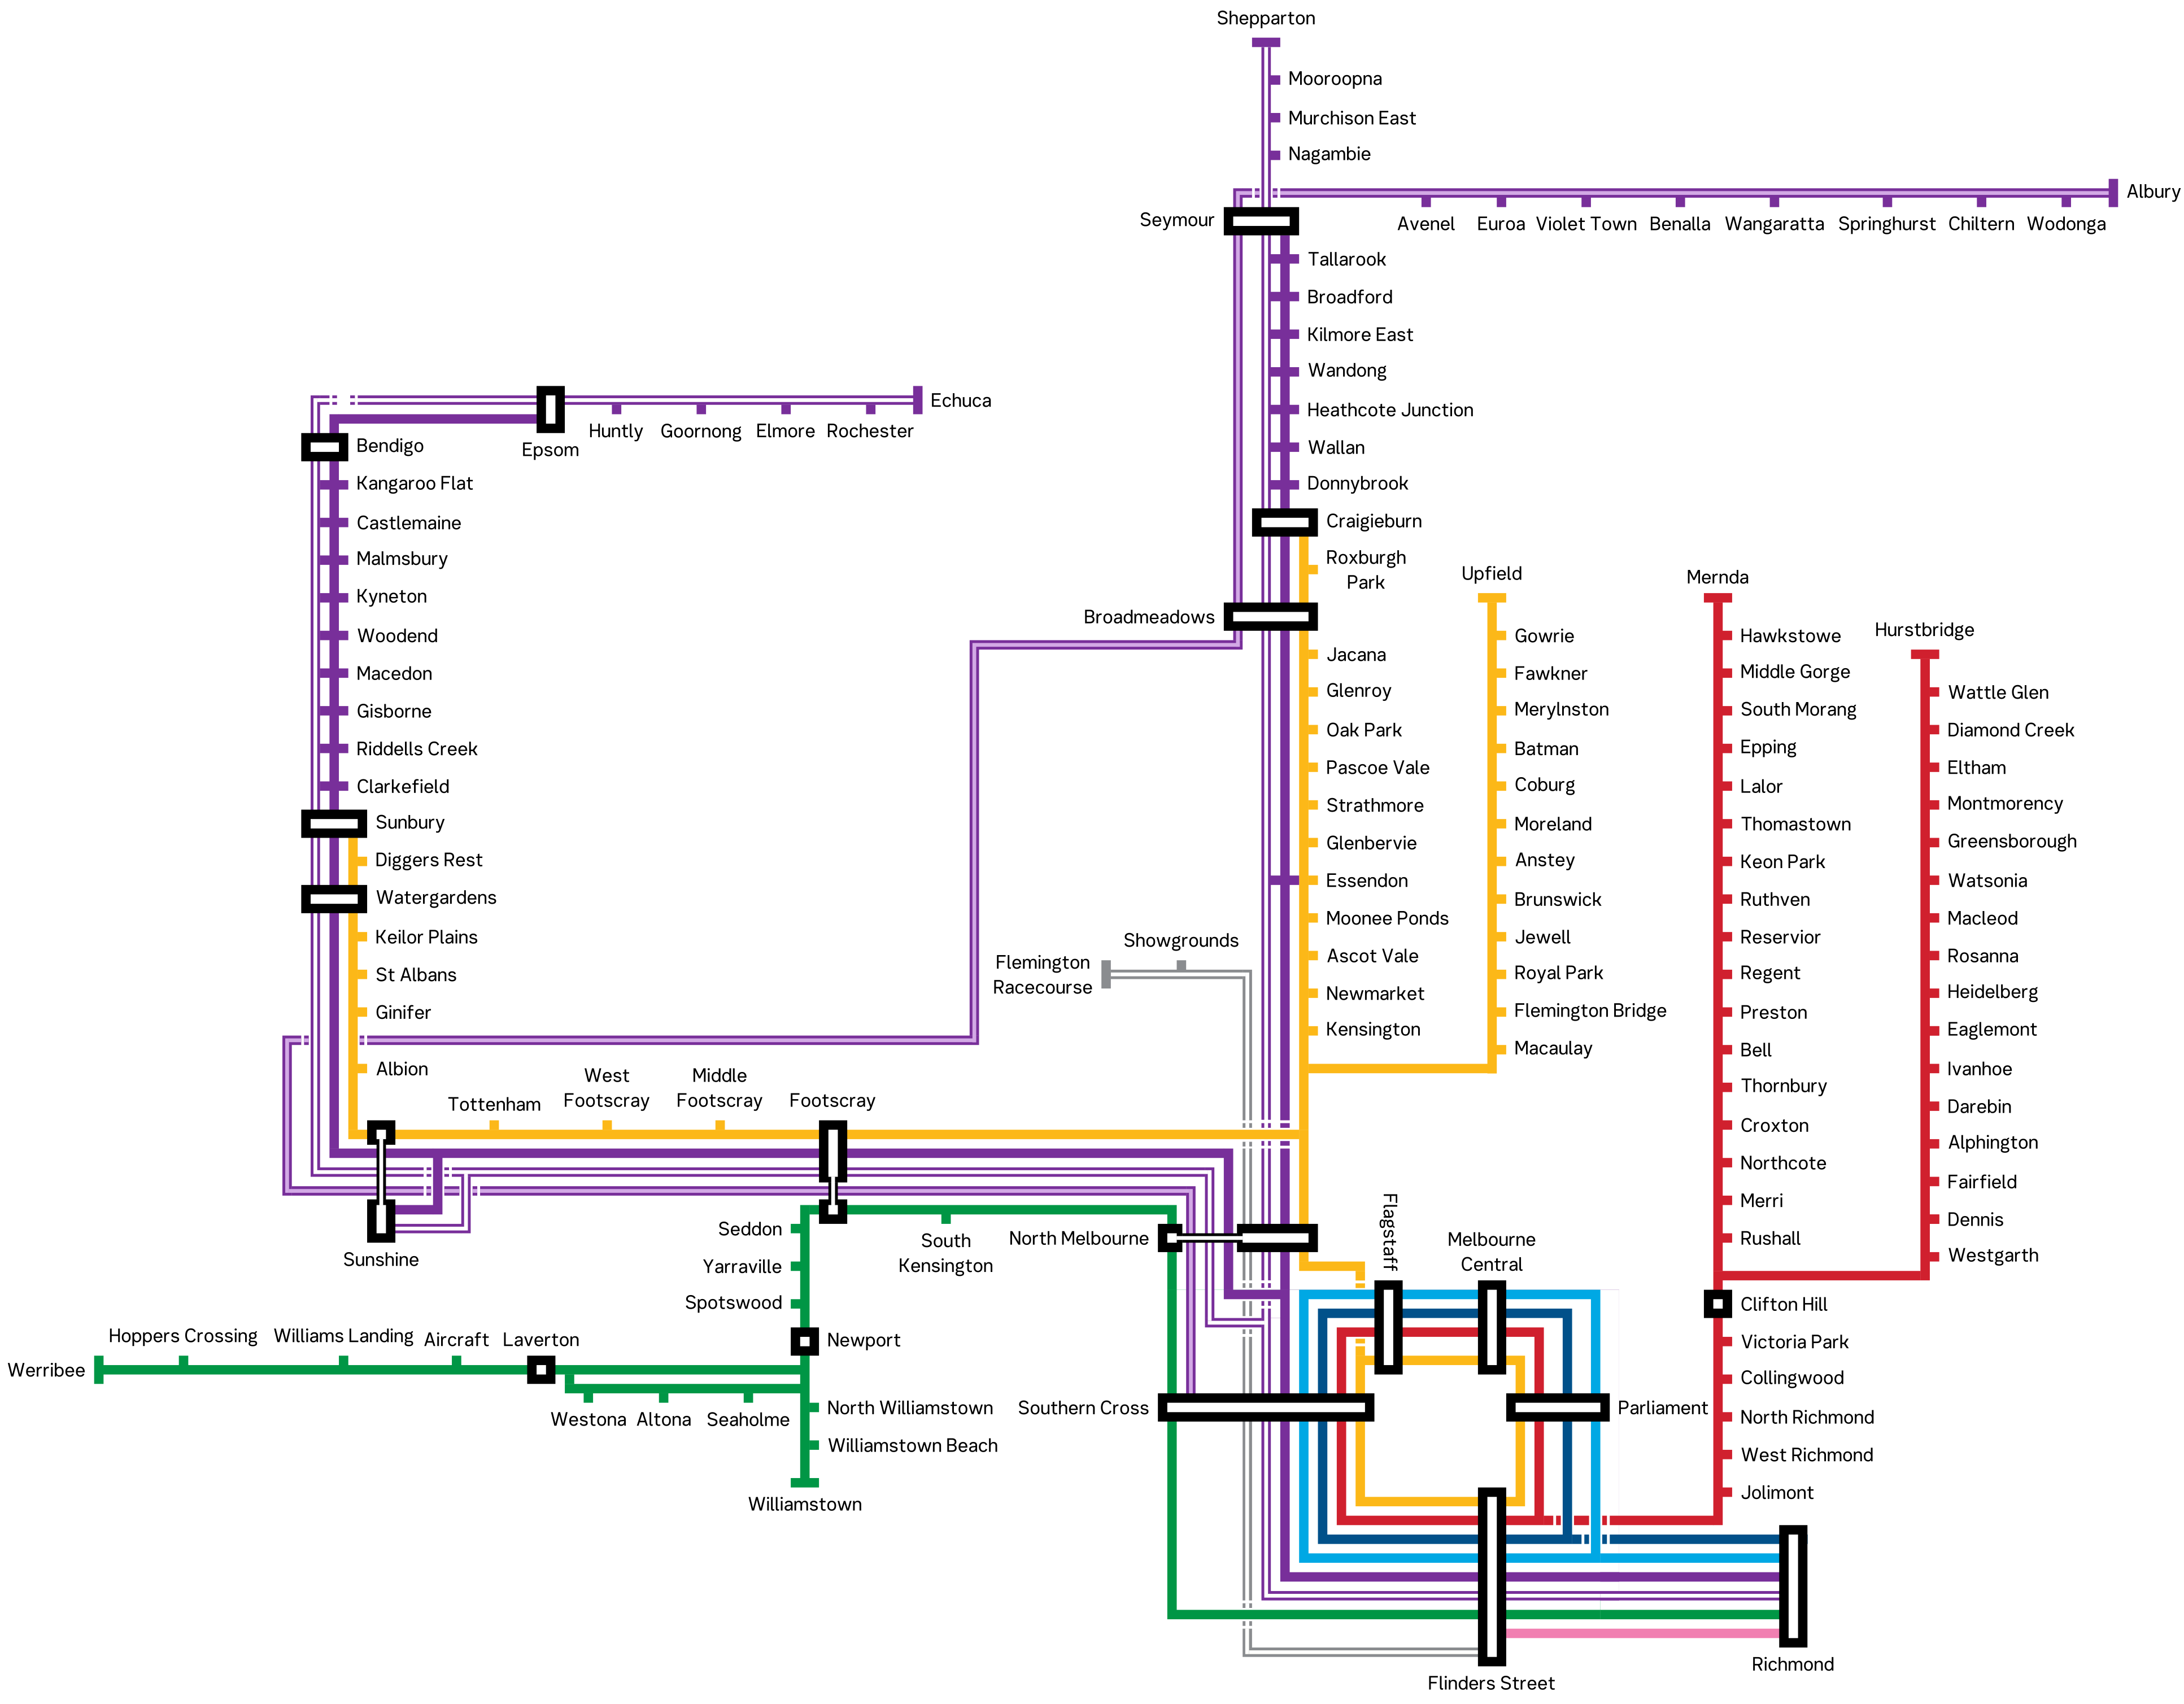 Shepparton
Mooroopna
Murchison East
Nagambie
Albury
Seymour
Avenel
Euroa
Violet Town
Benalla
Wangaratta
Springhurst
Chiltern
Wodonga
Tallarook
Broadford
Kilmore East
Wandong
Heathcote Junction
Wallan
Donnybrook
Craigieburn
Roxburgh
Park
Broadmeadows
Jacana
Glenroy
Oak Park
Pascoe Vale
Strathmore
Glenbervie
Essendon
Moonee Ponds
Ascot Vale
Newmarket
Kensington
Echuca
Huntly
Goornong
Elmore
Rochester
Epsom
Bendigo
Kangaroo Flat
Castlemaine
Malmsbury
Kyneton
Woodend
Macedon
Gisborne
Riddells Creek
Clarkefield
Sunbury
Diggers Rest
Watergardens
Keilor Plains
St Albans
Ginifer
Albion
Upfield
Gowrie
Fawkner
Merylnston
Batman
Coburg
Moreland
Anstey
Brunswick
Jewell
Royal Park
Flemington Bridge
Macaulay
Mernda
Hawkstowe
Middle Gorge
South Morang
Epping
Lalor
Thomastown
Keon Park
Ruthven
Reservior
Regent
Preston
Bell
Thornbury
Croxton
Northcote
Merri
Rushall
Hurstbridge
Wattle Glen
Diamond Creek
Eltham
Montmorency
Greensborough
Watsonia
Macleod
Rosanna
Heidelberg
Eaglemont
Ivanhoe
Darebin
Alphington
Fairfield
Dennis
Westgarth
Showgrounds
Flemington
Racecourse
Tottenham
West
Footscray
Middle
Footscray
Footscray
Sunshine
Seddon
Yarraville
Spotswood
South
Kensington
North Melbourne
Flagstaff
Melbourne
Central
Clifton Hill
Victoria Park
Collingwood
North Richmond
West Richmond
Jolimont
Werribee
Hoppers Crossing
Williams Landing
Aircraft
Laverton
Newport
Westona
Altona
Seaholme
North Williamstown
Williamstown Beach
Williamstown
Southern Cross
Parliament
Flinders Street
Richmond